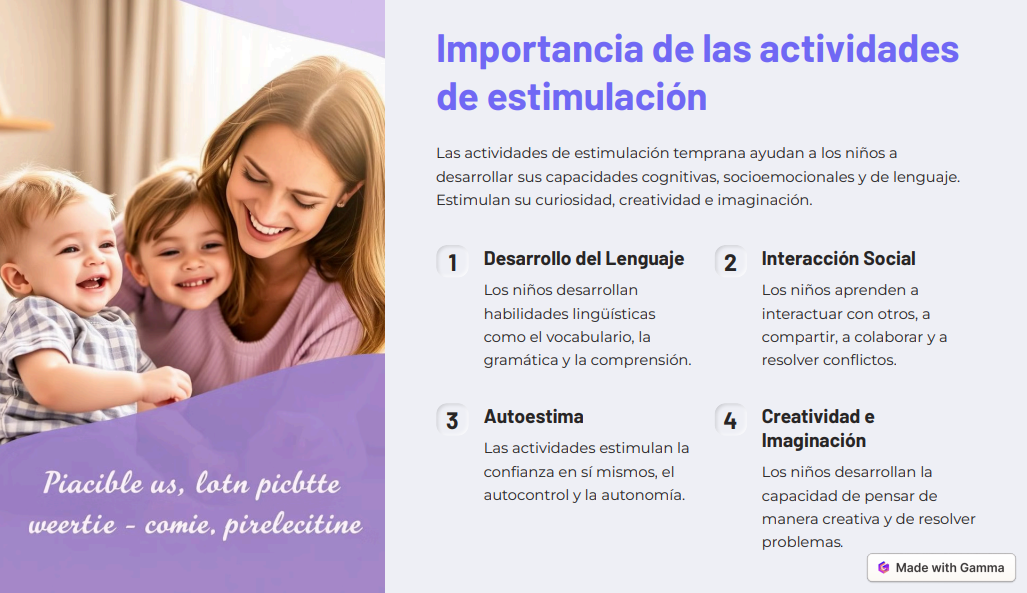 Importancia de las actividades
de estimulación
Las actividades de estimulación temprana ayudan a los niños a
desarrollar sus capacidades cognitivas, socioemocionales y de lenguaje.
Estimulan su curiosidad, creatividad e imaginación.
1 Desarrollo del Lenguaje
Los niños desarrollan
habilidades lingüísticas
como el vocabulario, la
gramática y la comprensión.
2 Interacción Social
Los niños aprenden a
interactuar con otros, a
compartir, a colaborar y a
resolver conflictos.
3 Autoestima
Las actividades estimulan la
confianza en sí mismos, el
autocontrol y la autonomía.
4 Creatividad e
Imaginación
Los niños desarrollan la
capacidad de pensar de
manera creativa y de resolver
problemas.
Piacible us, lotn picbtte
weertie - comie, pirelecitine
Made with Gamma